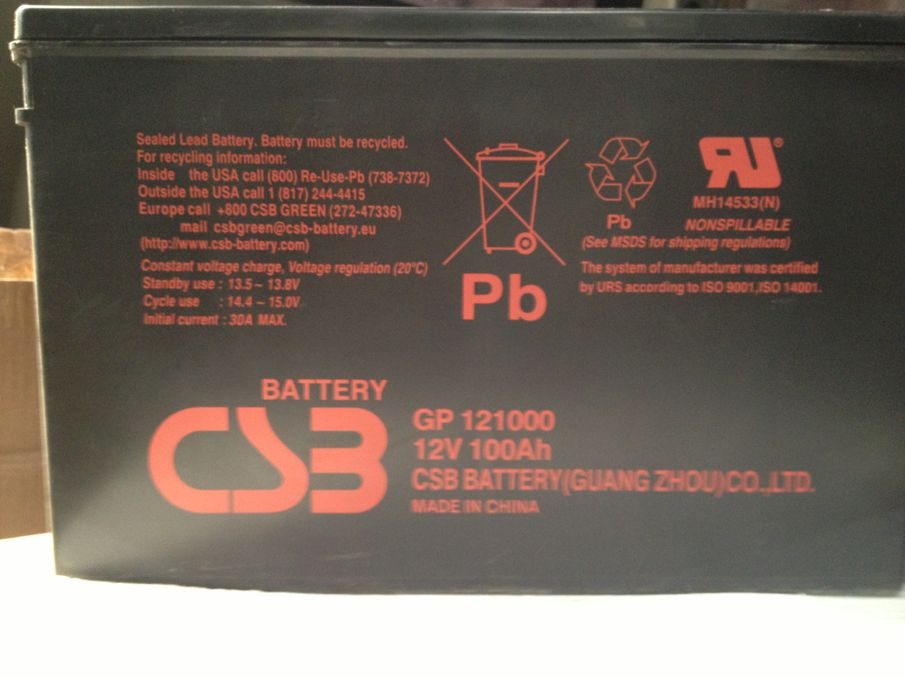 Sealed Lead Battery. Battery must be recycled.
For recycling information:
Inside the USA call (800) Re-Use-Pb (738-7372)
Outside the USA call 1 (817) 244-4415
Europe call +800 CSB GREEN (272-47336)
mail csbgreen@csb-battery.eu
(http://www.csb-battery.com)
Constant voltage charge, Voltage regulation (20°C)
Standby use : 13.5 ~ 13.8V
Cycle use : 14.4 ~ 15.0V
Initial current : 30A MAX.
Pb
Pb
RU®
MH14533(N)
NONSPILLABLE
(See MSDS for shipping regulations)
The system of manufacturer was certified
by URS according to ISO 9001,ISO 14001.
BATTERY
CSB
GP 121000
12V 100Ah
CSB BATTERY(GUANG ZHOU)CO.,LTD.
MADE IN CHINA